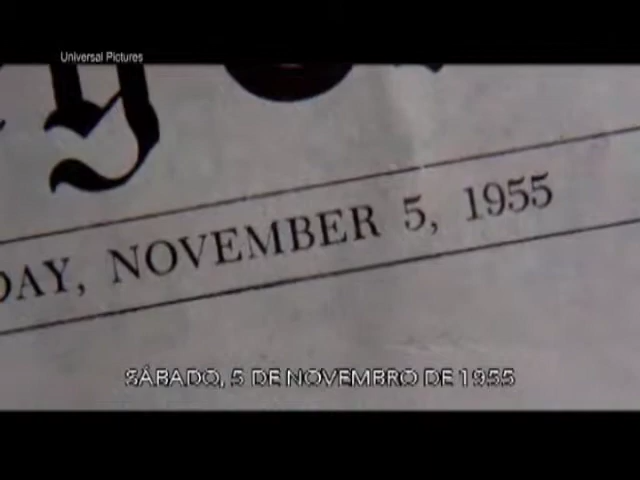 Universal Pictures
DAY, NOVEMBER 5, 1955
SÁBADO, 5 DE NOVEMBRO DE 1955